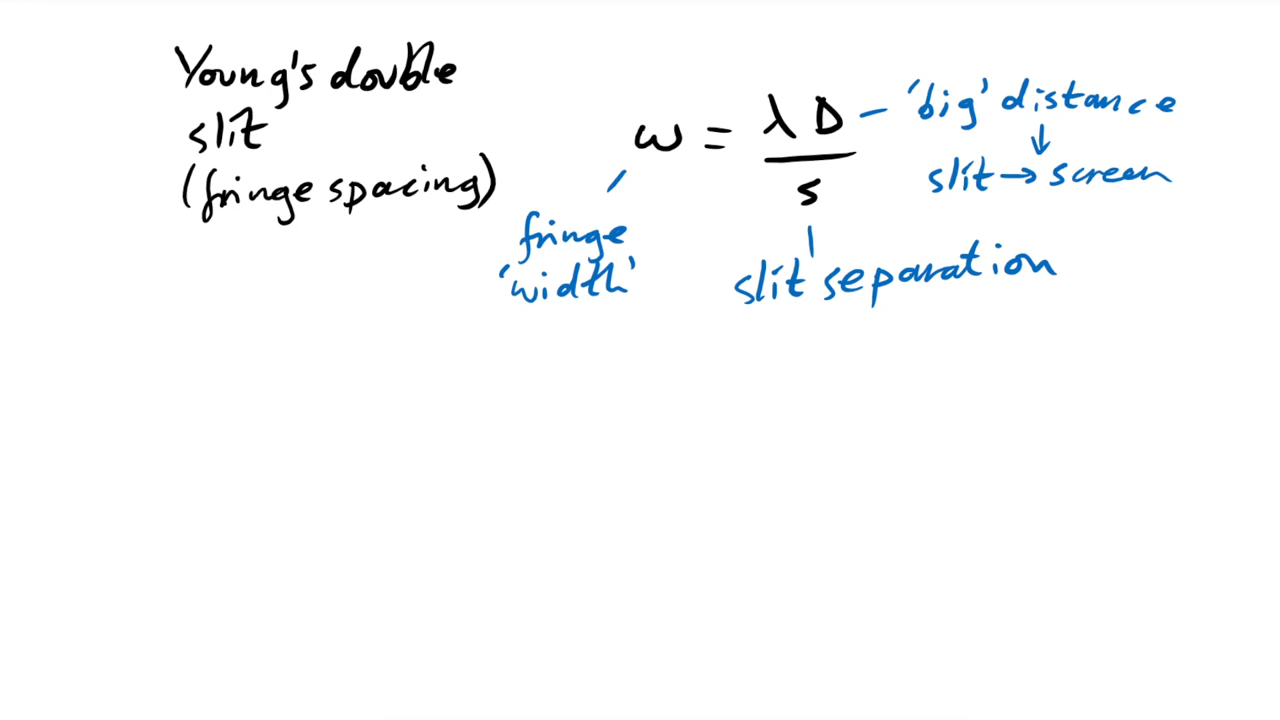 Young's double
slit
(fringe spacing)
w = λD/s
'big' distance
↓
slit → screen
fringe
'width'
slit separation